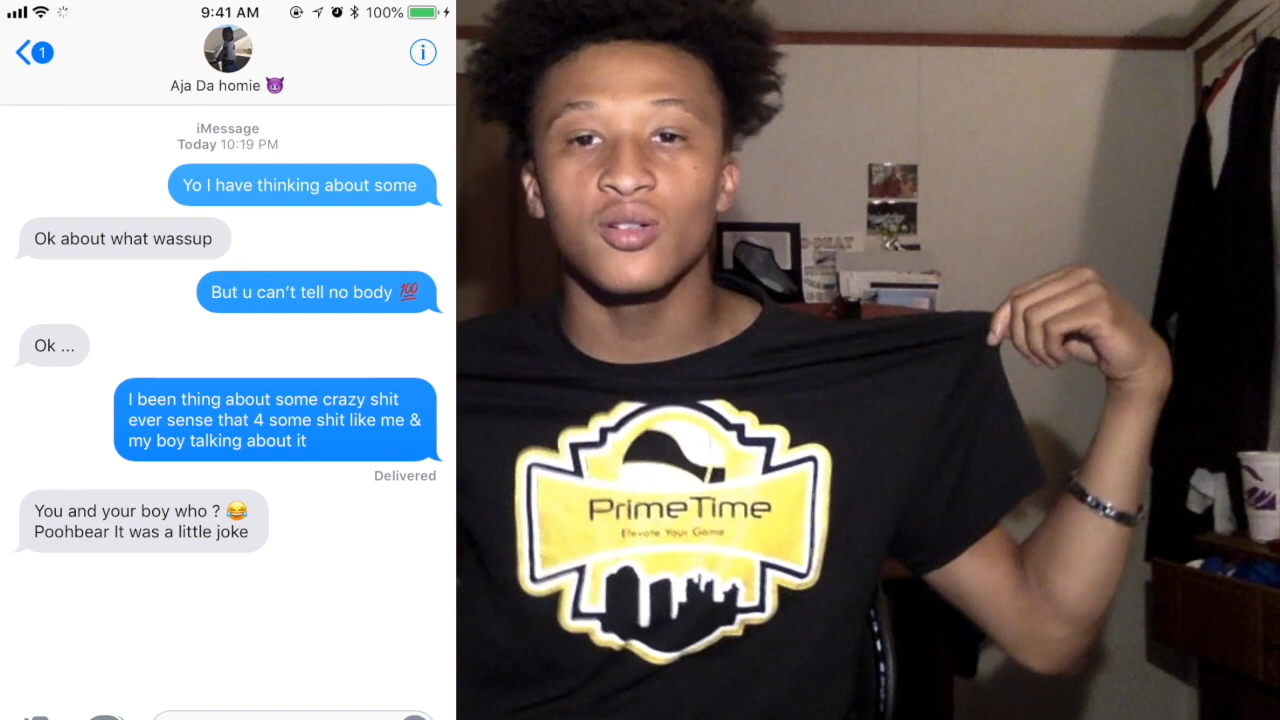 9:41 AM
100%
1
Aja Da homie 😈
iMessage
Today 10:19 PM
Yo I have thinking about some
Ok about what wassup
But u can’t tell no body 💯
Ok ...
I been thing about some crazy shit
ever sense that 4 some shit like me &
my boy talking about it
Delivered
You and your boy who ? 😂
Poohbear It was a little joke
PrimeTime
Elevate Your Game